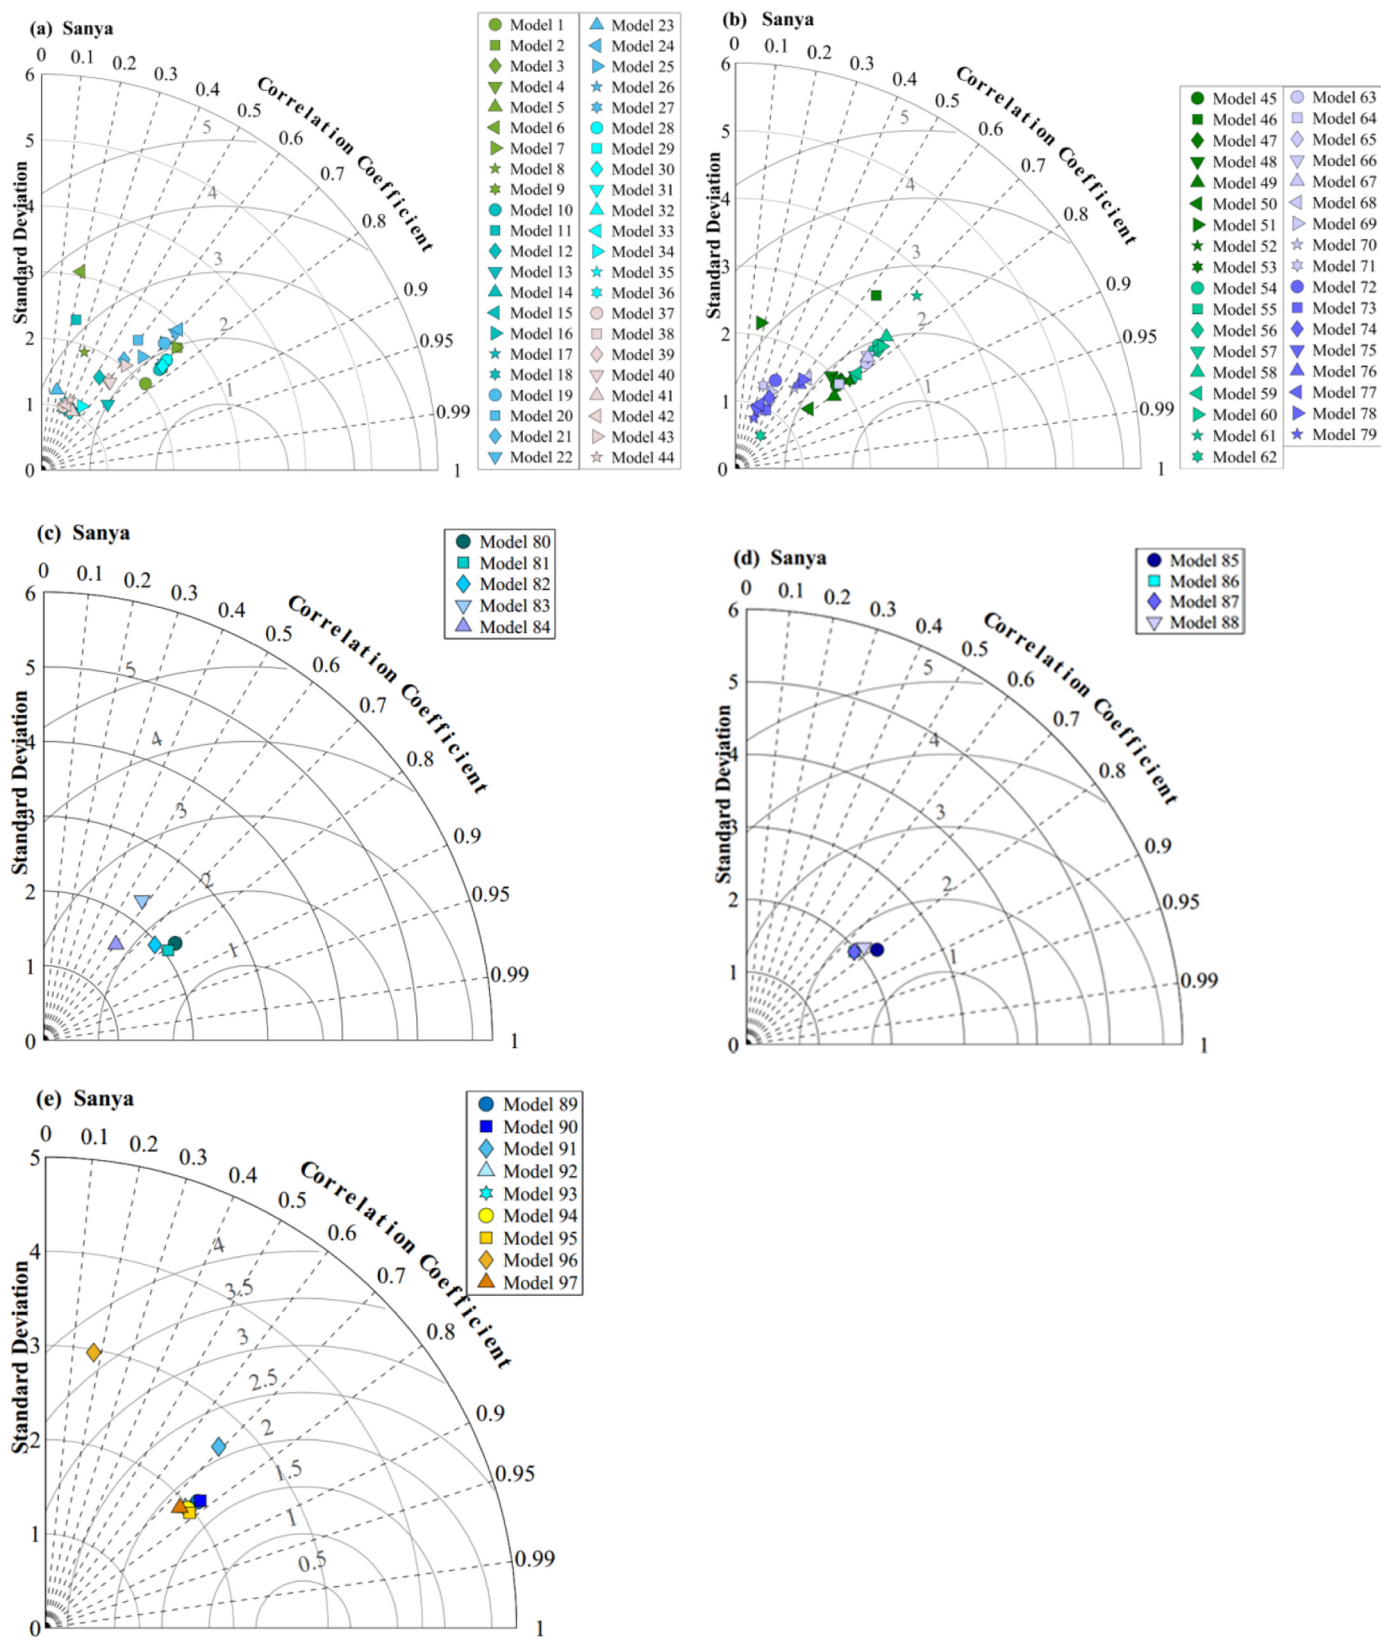 (a) Sanya
0
0.1
0.2
0.3
0.4
0.5
0.6
0.7
0.8
0.9
0.95
0.99
1
Correlation Coefficient
Standard Deviation
6
5
4
3
2
1
0
5
4
3
2
1
Model 1
Model 2
Model 3
Model 4
Model 5
Model 6
Model 7
Model 8
Model 9
Model 10
Model 11
Model 12
Model 13
Model 14
Model 15
Model 16
Model 17
Model 18
Model 19
Model 20
Model 21
Model 22
Model 23
Model 24
Model 25
Model 26
Model 27
Model 28
Model 29
Model 30
Model 31
Model 32
Model 33
Model 34
Model 35
Model 36
Model 37
Model 38
Model 39
Model 40
Model 41
Model 42
Model 43
Model 44
(b) Sanya
0
0.1
0.2
0.3
0.4
0.5
0.6
0.7
0.8
0.9
0.95
0.99
1
Correlation Coefficient
Standard Deviation
6
5
4
3
2
1
0
5
4
3
2
1
Model 45
Model 46
Model 47
Model 48
Model 49
Model 50
Model 51
Model 52
Model 53
Model 54
Model 55
Model 56
Model 57
Model 58
Model 59
Model 60
Model 61
Model 62
Model 63
Model 64
Model 65
Model 66
Model 67
Model 68
Model 69
Model 70
Model 71
Model 72
Model 73
Model 74
Model 75
Model 76
Model 77
Model 78
Model 79
(c) Sanya
0
0.1
0.2
0.3
0.4
0.5
0.6
0.7
0.8
0.9
0.95
0.99
1
Correlation Coefficient
Standard Deviation
6
5
4
3
2
1
0
5
4
3
2
1
Model 80
Model 81
Model 82
Model 83
Model 84
(d) Sanya
0
0.1
0.2
0.3
0.4
0.5
0.6
0.7
0.8
0.9
0.95
0.99
1
Correlation Coefficient
Standard Deviation
6
5
4
3
2
1
0
5
4
3
2
1
Model 85
Model 86
Model 87
Model 88
(e) Sanya
0
0.1
0.2
0.3
0.4
0.5
0.6
0.7
0.8
0.9
0.95
0.99
1
Correlation Coefficient
Standard Deviation
5
4
3
2
1
0
4
3.5
3
2.5
2
1.5
1
0.5
Model 89
Model 90
Model 91
Model 92
Model 93
Model 94
Model 95
Model 96
Model 97